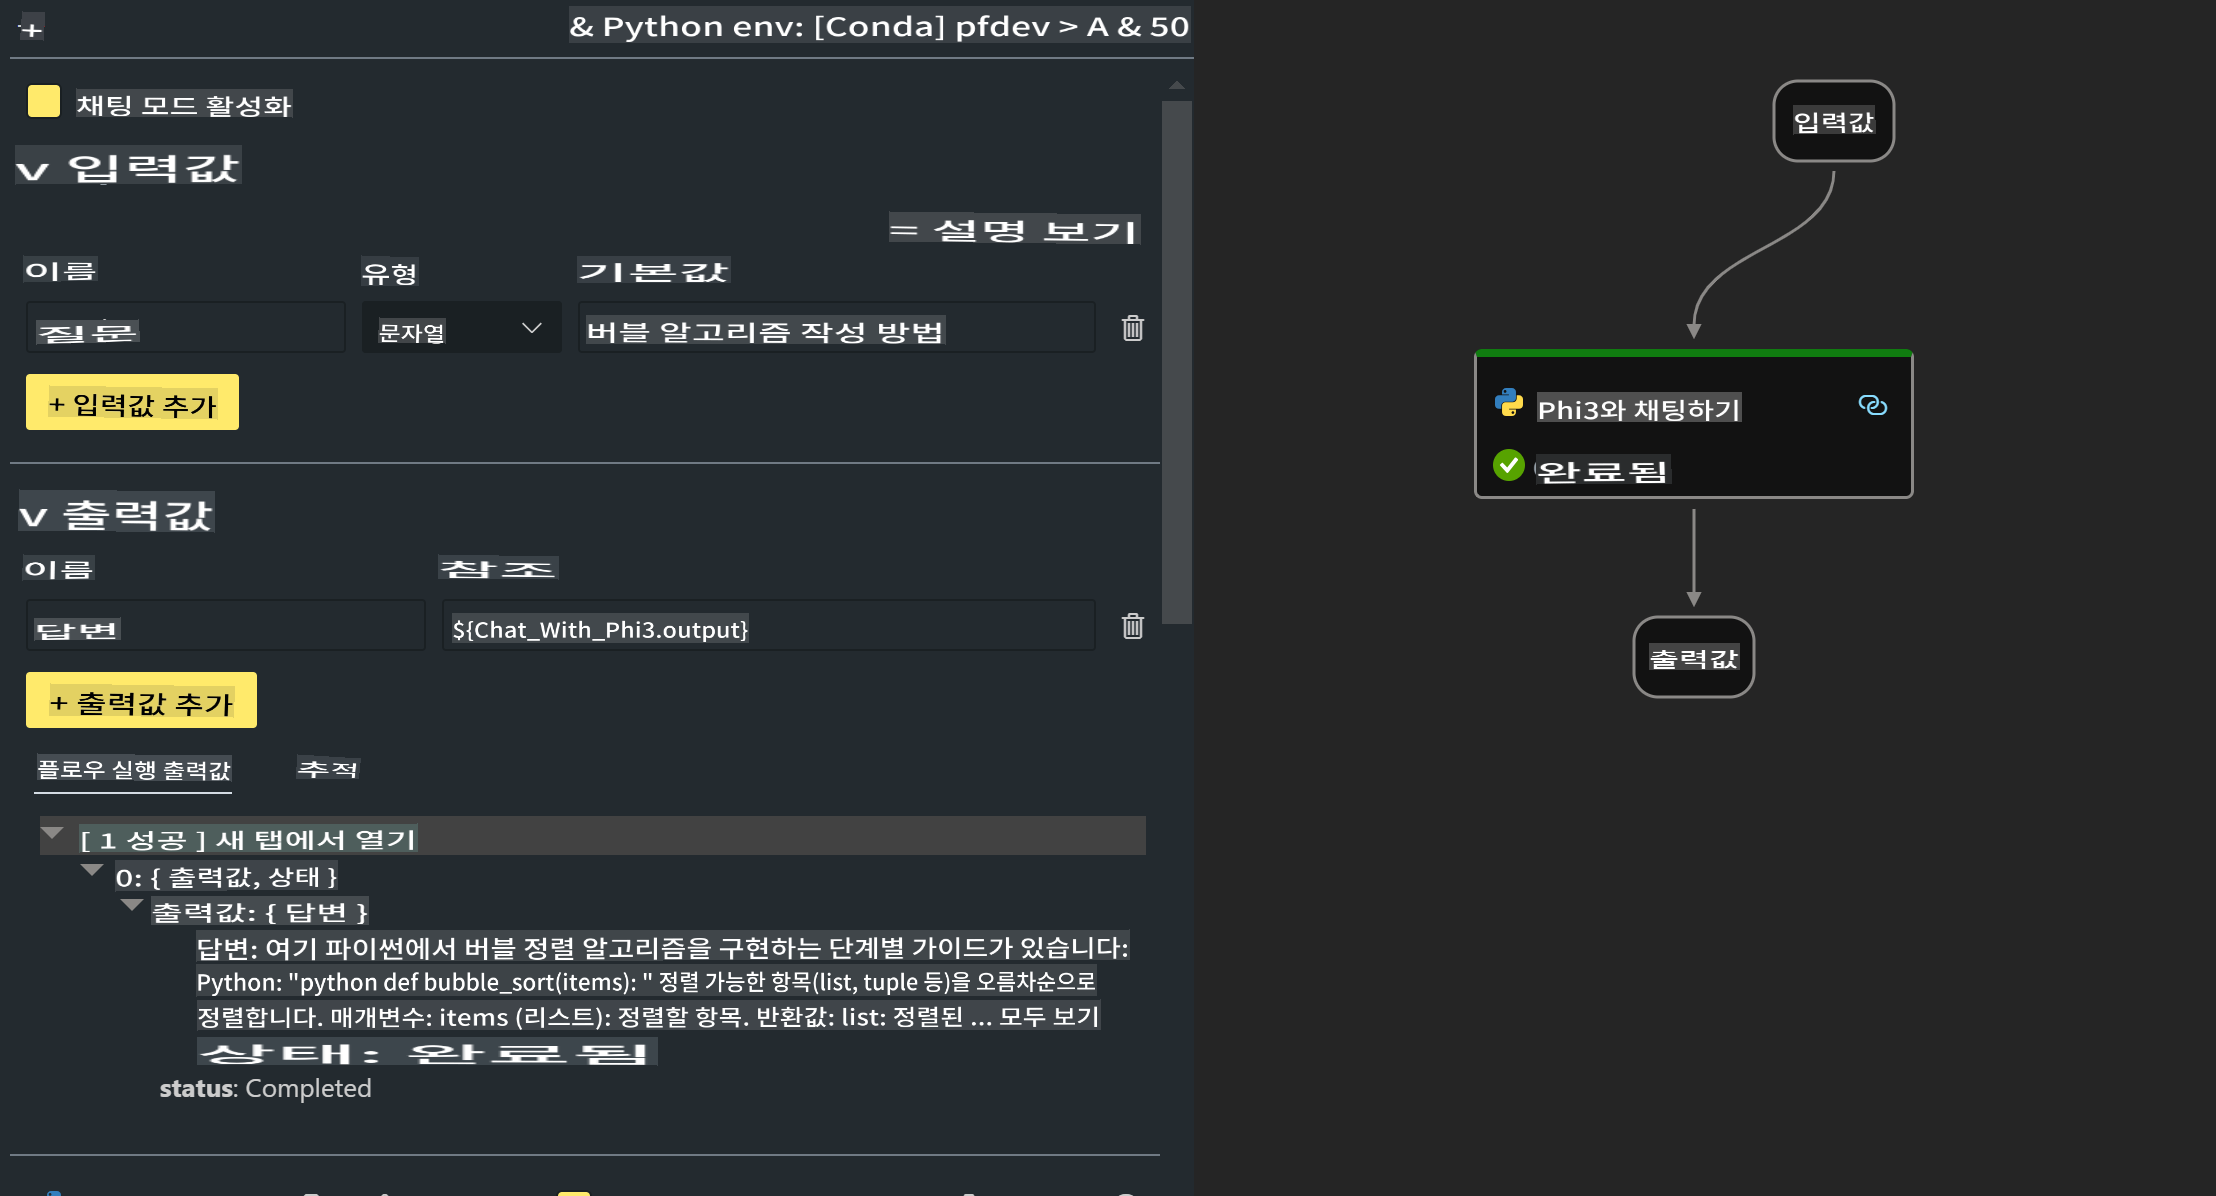 +
& Python env: [Conda] pfdev > A & 50
채팅 모드 활성화
v 입력값
= 설명 보기
이름
유형
기본값
질문
문자열
버블 알고리즘 작성 방법
+ 입력값 추가
v 출력값
이름
참조
답변
${Chat_With_Phi3.output}
+ 출력값 추가
플로우 실행 출력값
추적
[ 1 성공 ] 새 탭에서 열기
0: { 출력값, 상태 }
출력값: { 답변 }
답변: 여기 파이썬에서 버블 정렬 알고리즘을 구현하는 단계별 가이드가 있습니다:
Python: "python def bubble_sort(items): " 정렬 가능한 항목(list, tuple 등)을 오름차순으로
정렬합니다. 매개변수: items (리스트): 정렬할 항목. 반환값: list: 정렬된 ... 모두 보기
상태: 완료됨
status: Completed
입력값
Phi3와 채팅하기
완료됨
출력값